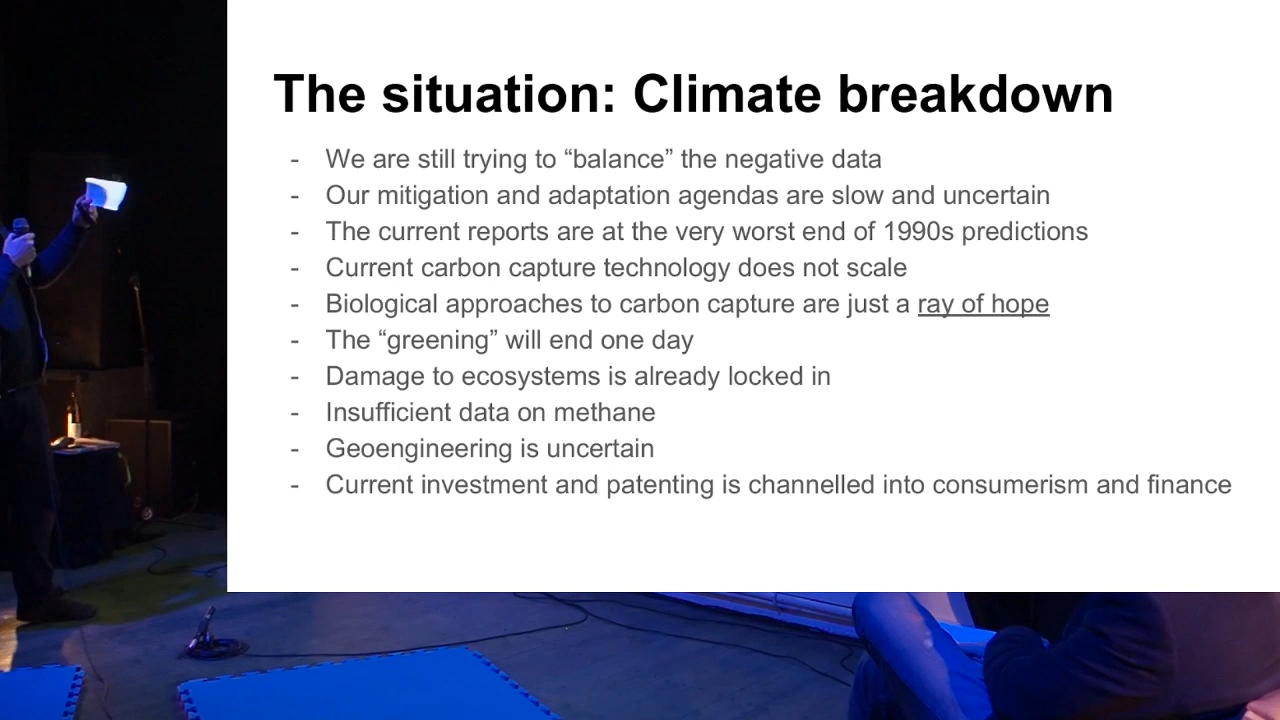 The situation: Climate breakdown
- We are still trying to “balance” the negative data
- Our mitigation and adaptation agendas are slow and uncertain
- The current reports are at the very worst end of 1990s predictions
- Current carbon capture technology does not scale
- Biological approaches to carbon capture are just a ray of hope
- The “greening” will end one day
- Damage to ecosystems is already locked in
- Insufficient data on methane
- Geoengineering is uncertain
- Current investment and patenting is channelled into consumerism and finance